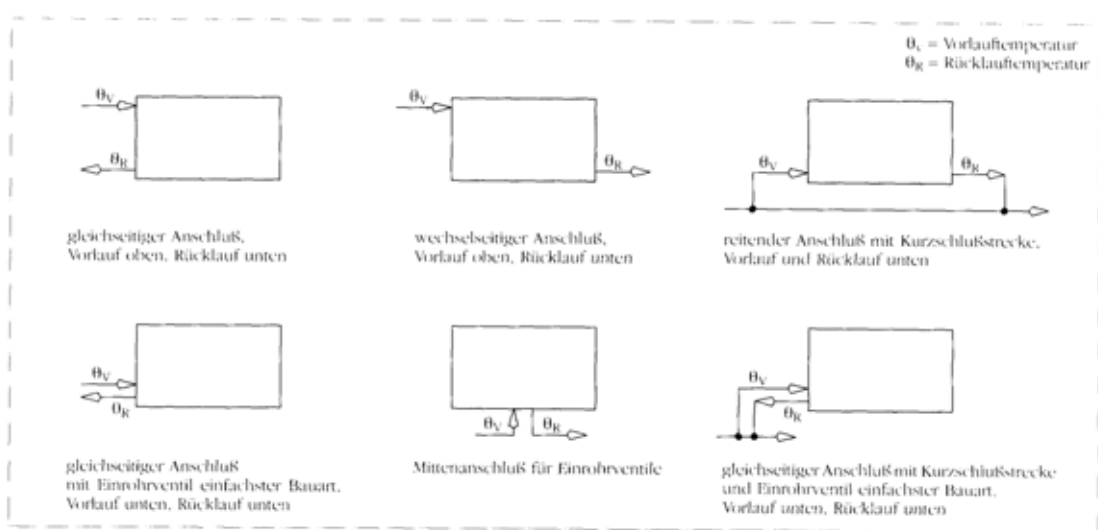 θV = Vorlauftemperatur
θR = Rücklauftemperatur
θV
θR
gleichseitiger Anschluß,
Vorlauf oben, Rücklauf unten
θV
θR
wechselseitiger Anschluß,
Vorlauf oben, Rücklauf unten
θV
θR
reitender Anschluß mit Kurzschlußstrecke,
Vorlauf und Rücklauf unten
θV
θR
gleichseitiger Anschluß
mit Einrohrventil einfachster Bauart,
Vorlauf unten, Rücklauf unten
θV
θR
Mittenanschluß für Einrohrventile
θV
θR
gleichseitiger Anschluß mit Kurzschlußstrecke
und Einrohrventil einfachster Bauart,
Vorlauf unten, Rücklauf unten